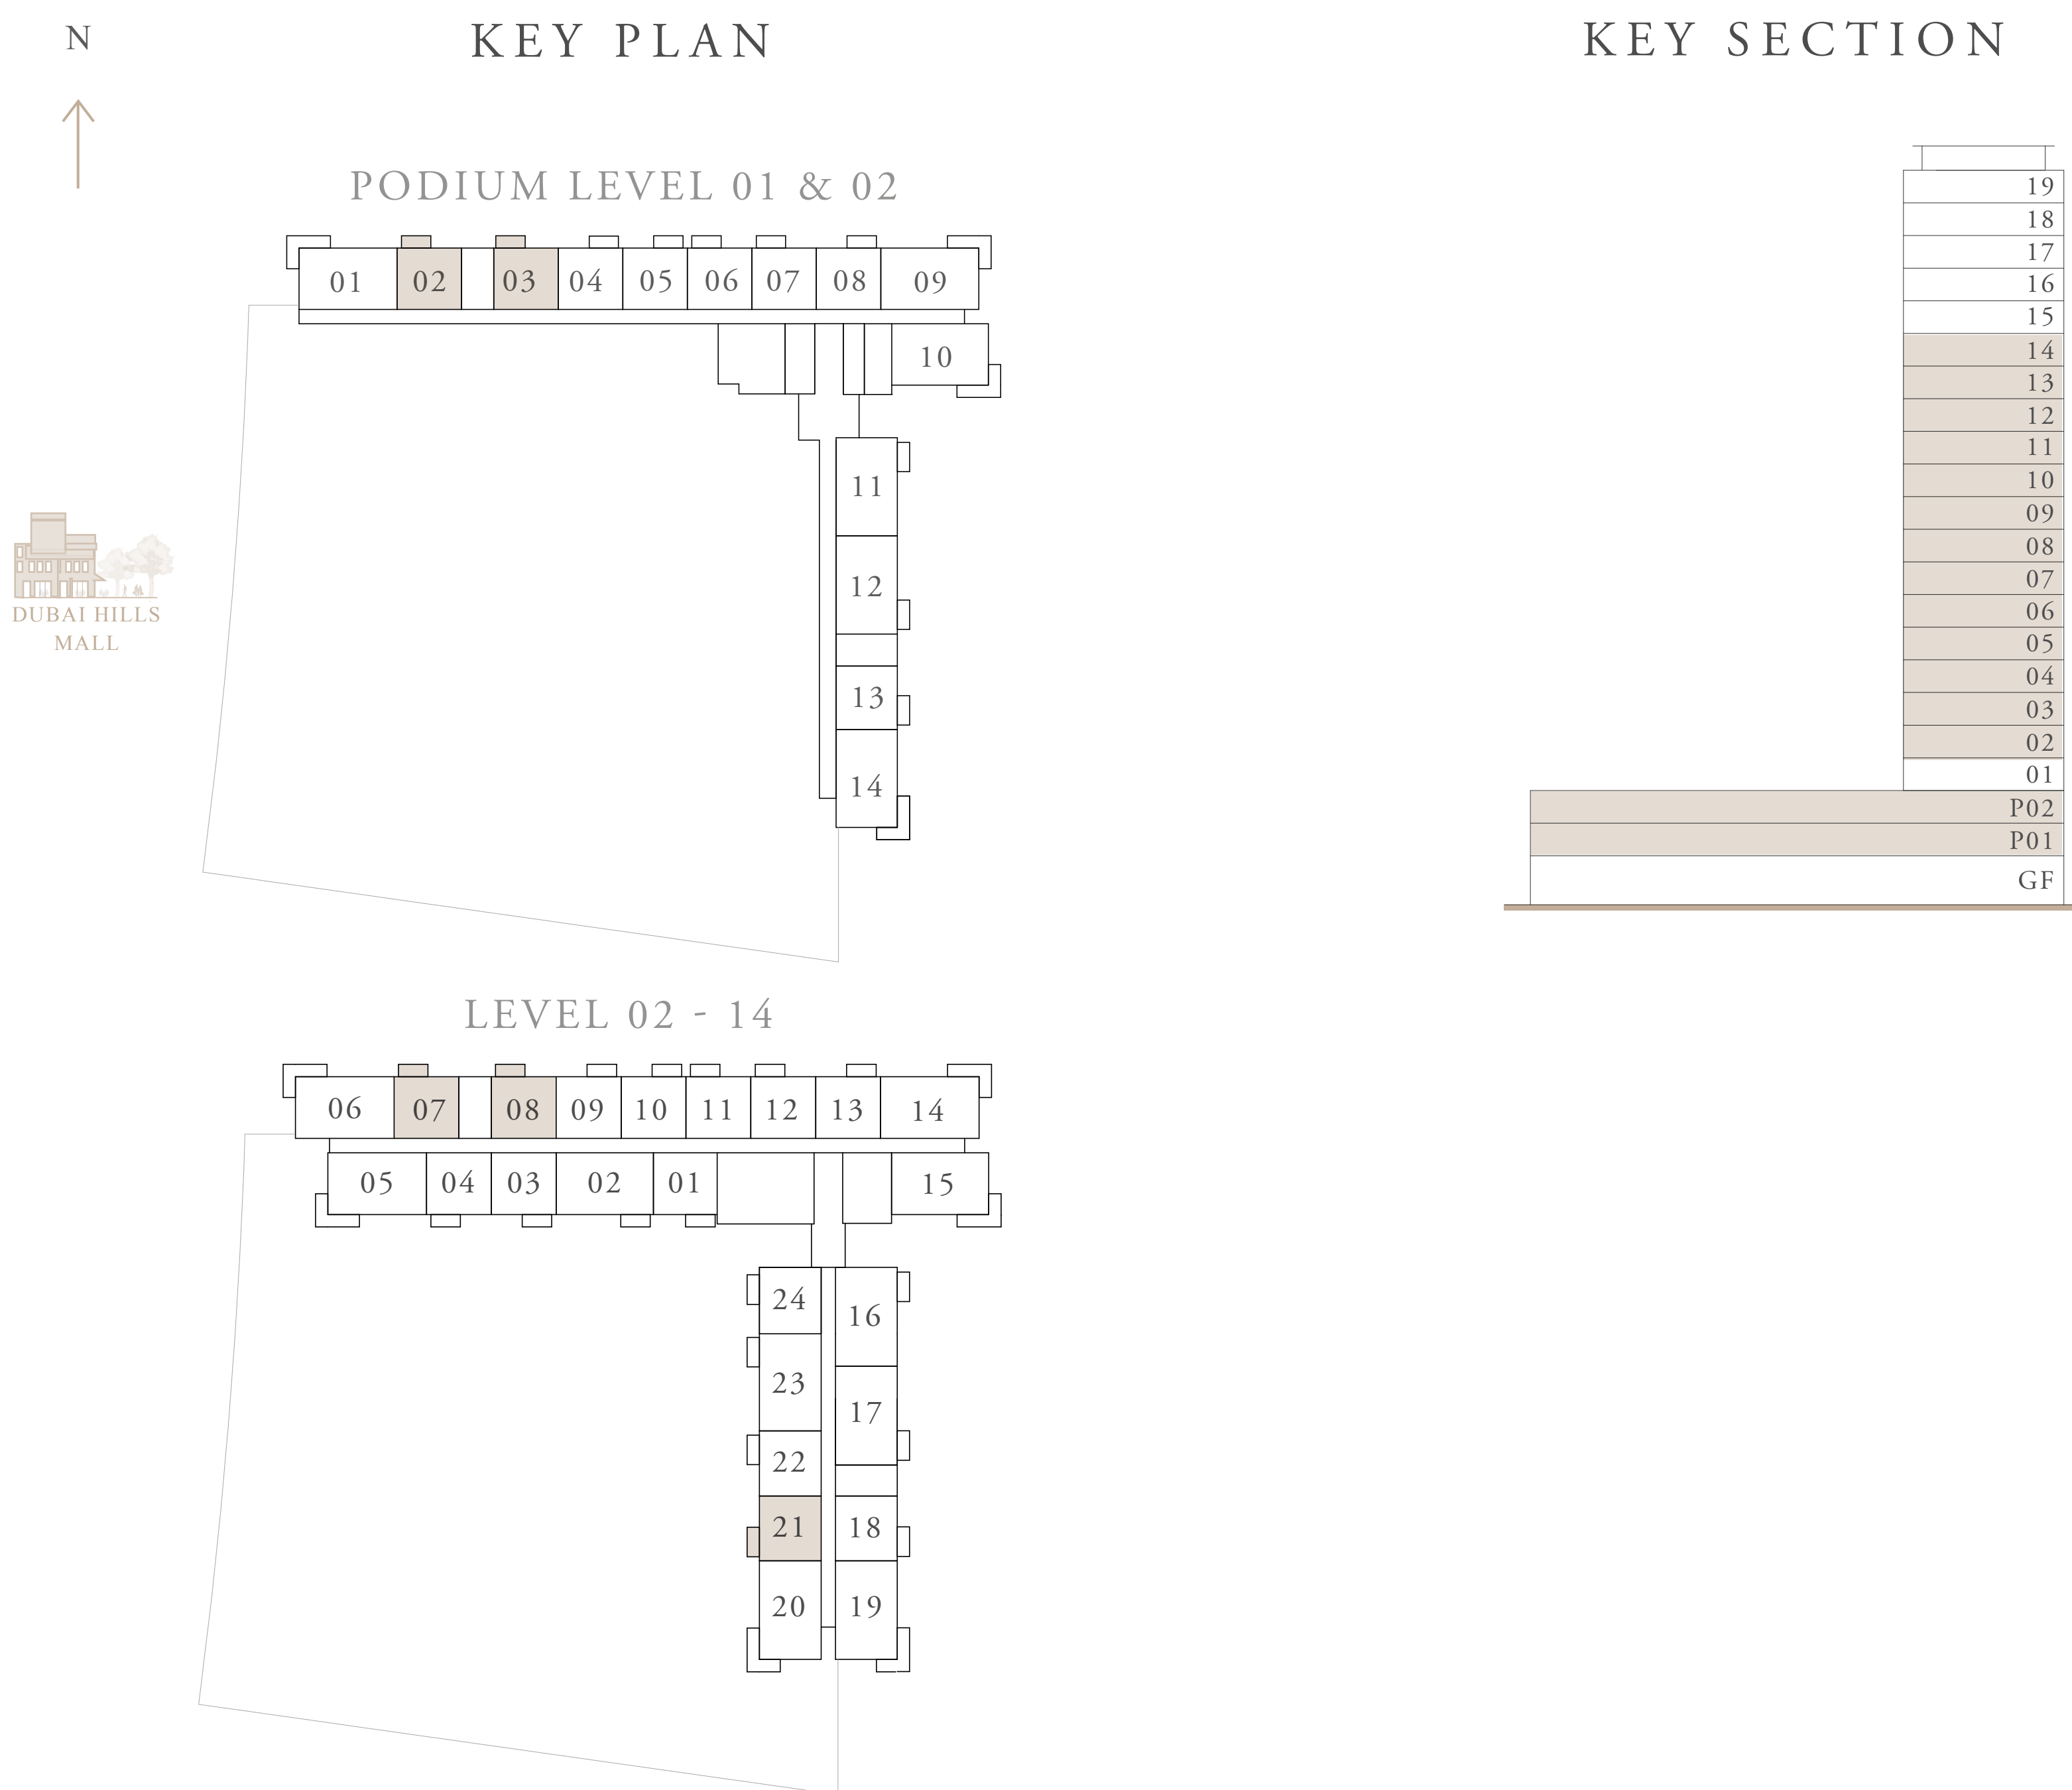 N
KEY PLAN
KEY SECTION
PODIUM LEVEL 01 & 02
01 02 03 04 05 06 07 08 09
10
11
12
13
14
DUBAI HILLS
MALL
19
18
17
16
15
14
13
12
11
10
09
08
07
06
05
04
03
02
01
P02
P01
GF
LEVEL 02 - 14
06 07 08 09 10 11 12 13 14
05 04 03 02 01 15
24 16
23 17
22
21 18
20 19